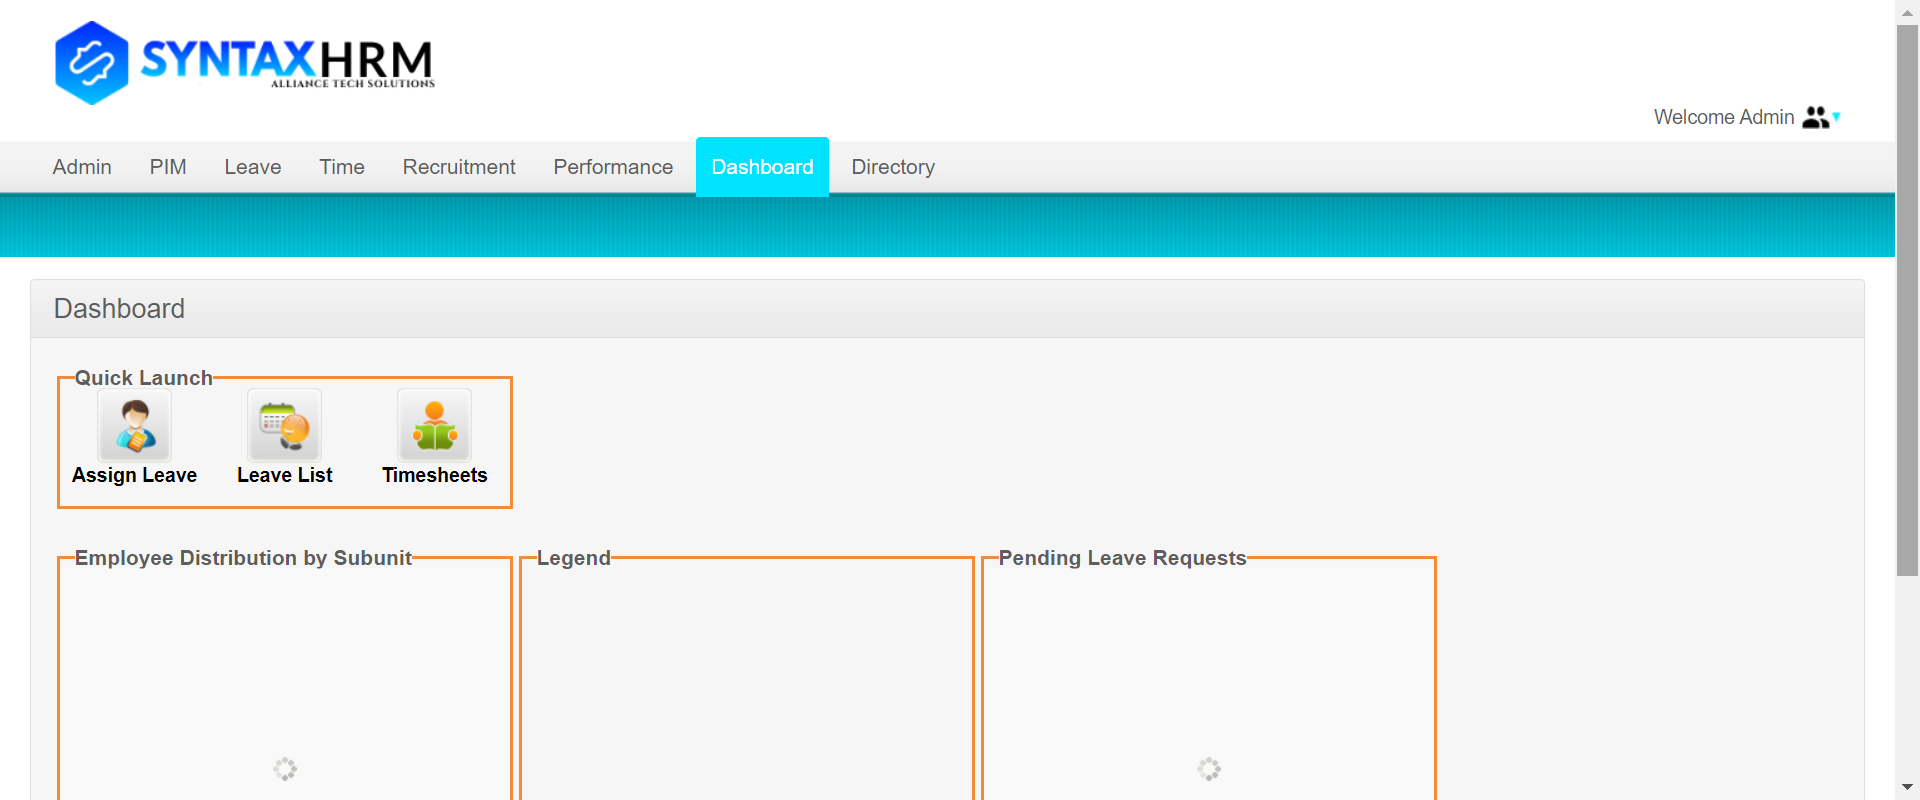 SYNTAXHRM
ALLIANCE TECH SOLUTIONS
Welcome Admin
Admin PIM Leave Time Recruitment Performance Dashboard Directory
Dashboard
Quick Launch
Assign Leave Leave List Timesheets
Employee Distribution by Subunit Legend Pending Leave Requests